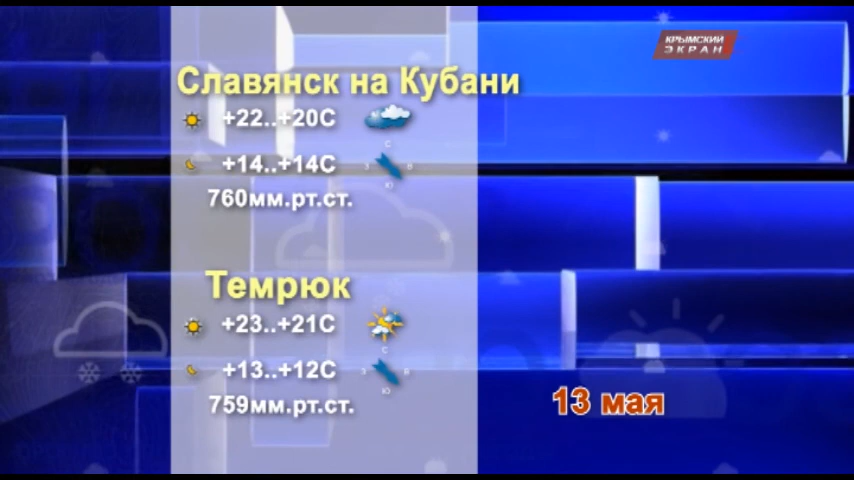 КРЫМСКИЙ
ЭКРАН
Славянск на Кубани
+22..+20С
С
+14..+14С
З В
Ю
760мм.рт.ст.
Темрюк
+23..+21С
С
+13..+12С
З В
Ю
759мм.рт.ст.
13 мая